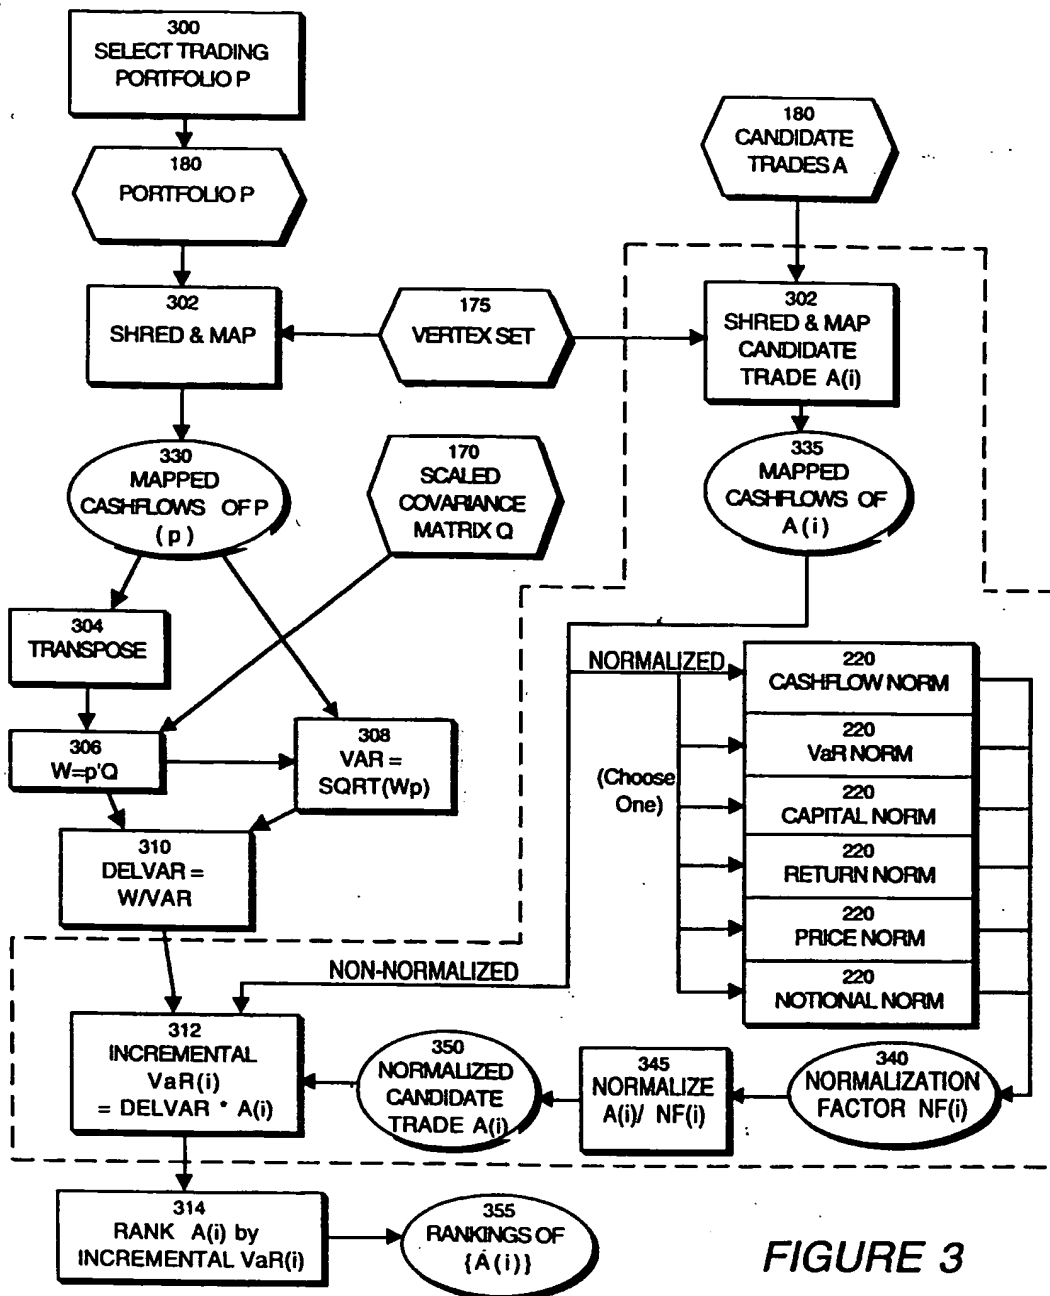 300
SELECT TRADING
PORTFOLIO P
180
PORTFOLIO P
180
CANDIDATE
TRADES A
302
SHRED & MAP
175
VERTEX SET
302
SHRED & MAP
CANDIDATE
TRADE A(i)
330
MAPPED
CASHFLOWS OF P
(p)
170
SCALED
COVARIANCE
MATRIX Q
335
MAPPED
CASHFLOWS OF
A(i)
304
TRANSPOSE
306
W=p'Q
308
VAR =
SQRT(Wp)
310
DELVAR =
W/VAR
NORMALIZED
(Choose
One)
220
CASHFLOW NORM
220
VaR NORM
220
CAPITAL NORM
220
RETURN NORM
220
PRICE NORM
220
NOTIONAL NORM
NON-NORMALIZED
312
INCREMENTAL
VaR(i)
= DELVAR * A(i)
350
NORMALIZED
CANDIDATE
TRADE A(i)
345
NORMALIZE
A(i)/ NF(i)
340
NORMALIZATION
FACTOR NF(i)
314
RANK A(i) by
INCREMENTAL VaR(i)
355
RANKINGS OF
{A(i)}
FIGURE 3